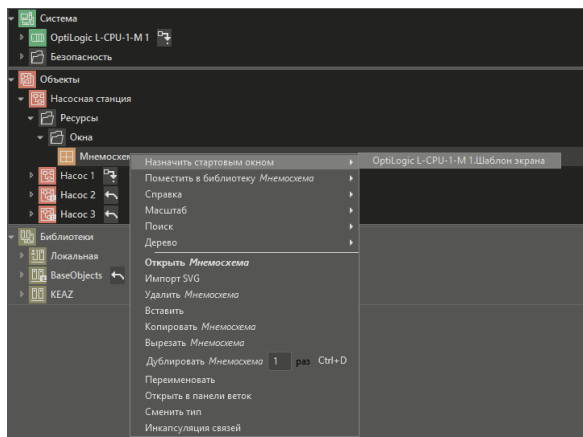 Система
OptiLogic L-CPU-1-M 1
Безопасность
Объекты
Насосная станция
Ресурсы
Окна
Насос 1
Насос 2
Насос 3
Библиотеки
Локальная
BaseObjects
KEAZ
Назначить стартовым окном
OptiLogic L-CPU-1-M 1.Шаблон экрана
Поместить в библиотеку Мнемосхема
Справка
Масштаб
Поиск
Дерево
Открыть Мнемосхема
Импорт SVG
Удалить Мнемосхема
Вставить
Копировать Мнемосхема
Вырезать Мнемосхема
Дублировать Мнемосхема 1 раз Ctrl+D
Переименовать
Открыть в панели веток
Сменить тип
Инкапсуляция связей